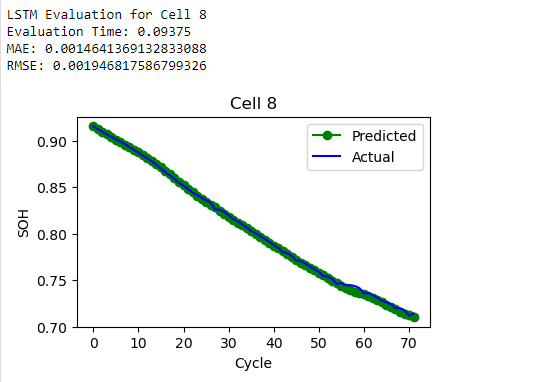 LSTM Evaluation for Cell 8
Evaluation Time: 0.09375
MAE: 0.0014641369132833088
RMSE: 0.001946817586799326
Cell 8
Predicted
Actual
0.90
0.85
0.80
0.75
0.70
SOH
0 10 20 30 40 50 60 70
Cycle